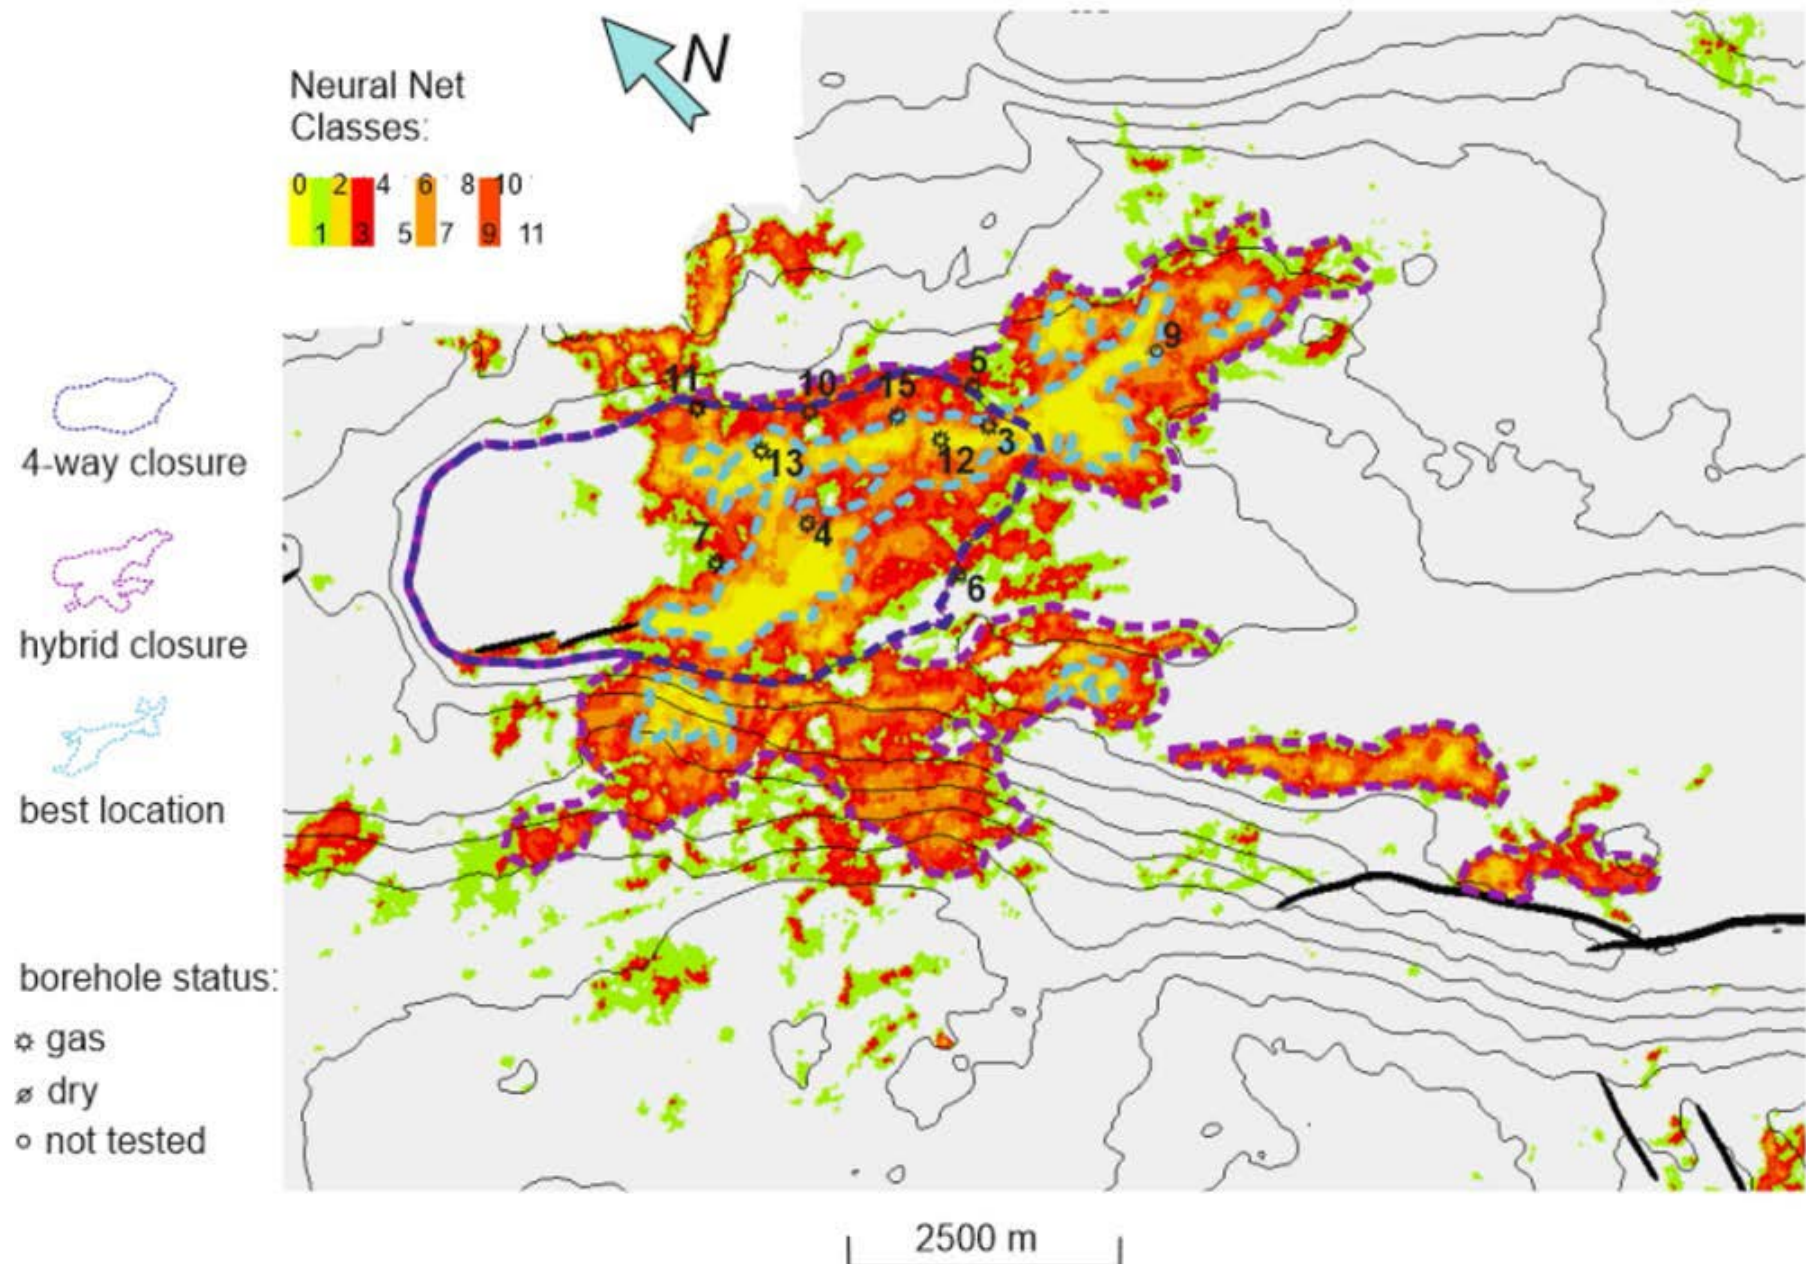 N
Neural Net
Classes:
0 2 4 6 8 10
1 3 5 7 9 11
4-way closure
hybrid closure
best location
borehole status:
gas
dry
not tested
9
5
11 10 15
3
13 12
4
7
6
2500 m